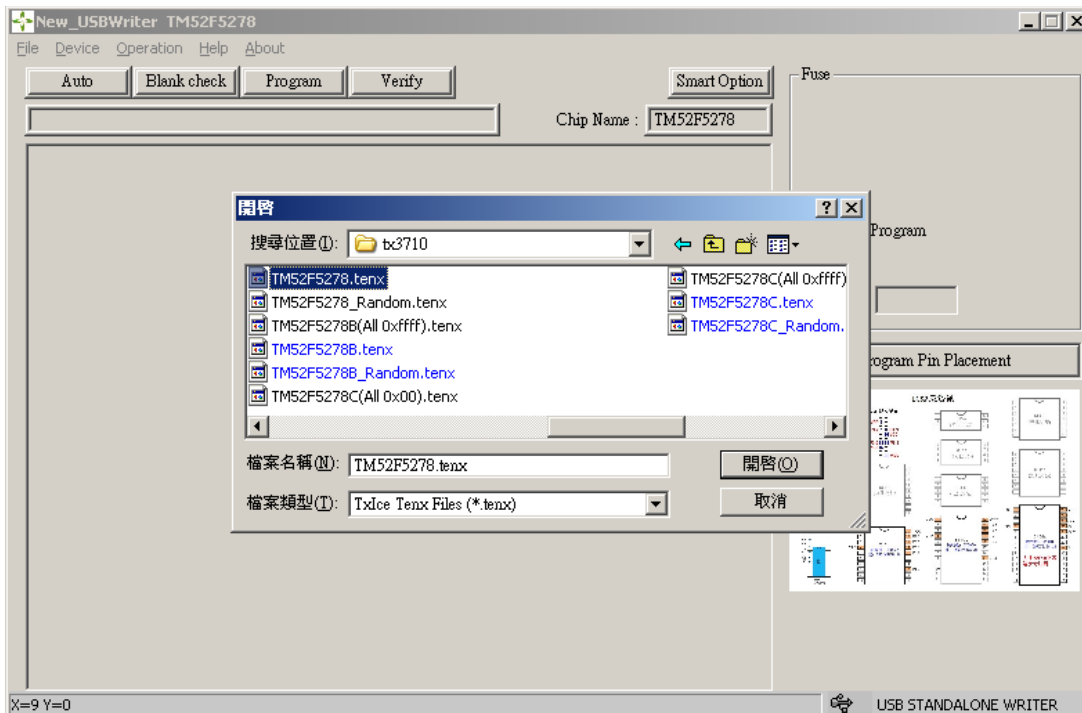 New_USBWriter TM52F5278
File Device Operation Help About
Auto Blank check Program Verify Smart Option
Chip Name : TM52F5278
Fuse
開啓
搜尋位置(I): tx3710
TM52F5278.tenx
TM52F5278_Random.tenx
TM52F5278B(All 0xffff).tenx
TM52F5278B.tenx
TM52F5278B_Random.tenx
TM52F5278C(All 0x00).tenx
TM52F5278C(All 0xffff)
TM52F5278C.tenx
TM52F5278C_Random.
檔案名稱(N): TM52F5278.tenx 開啓(O)
檔案類型(T): TxIce Tenx Files (*.tenx) 取消
Program
ogram Pin Placement
X=9 Y=0 USB STANDALONE WRITER